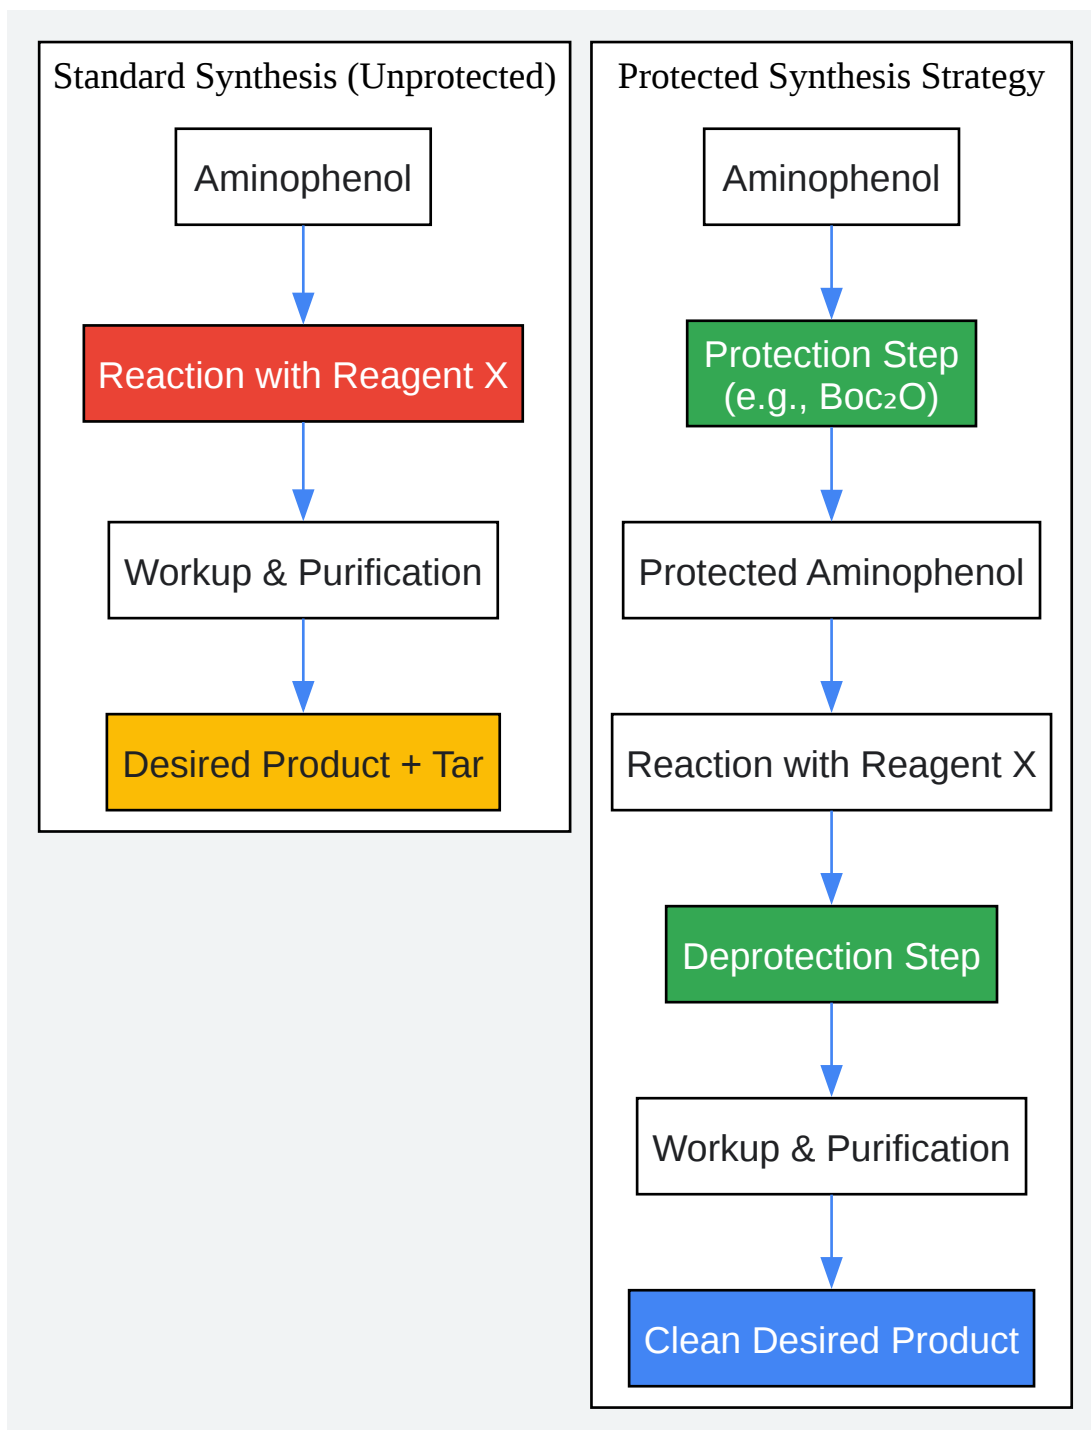 Standard Synthesis (Unprotected)
Aminophenol
Reaction with Reagent X
Workup & Purification
Desired Product + Tar
Protected Synthesis Strategy
Aminophenol
Protection Step
(e.g., Boc₂O)
Protected Aminophenol
Reaction with Reagent X
Deprotection Step
Workup & Purification
Clean Desired Product